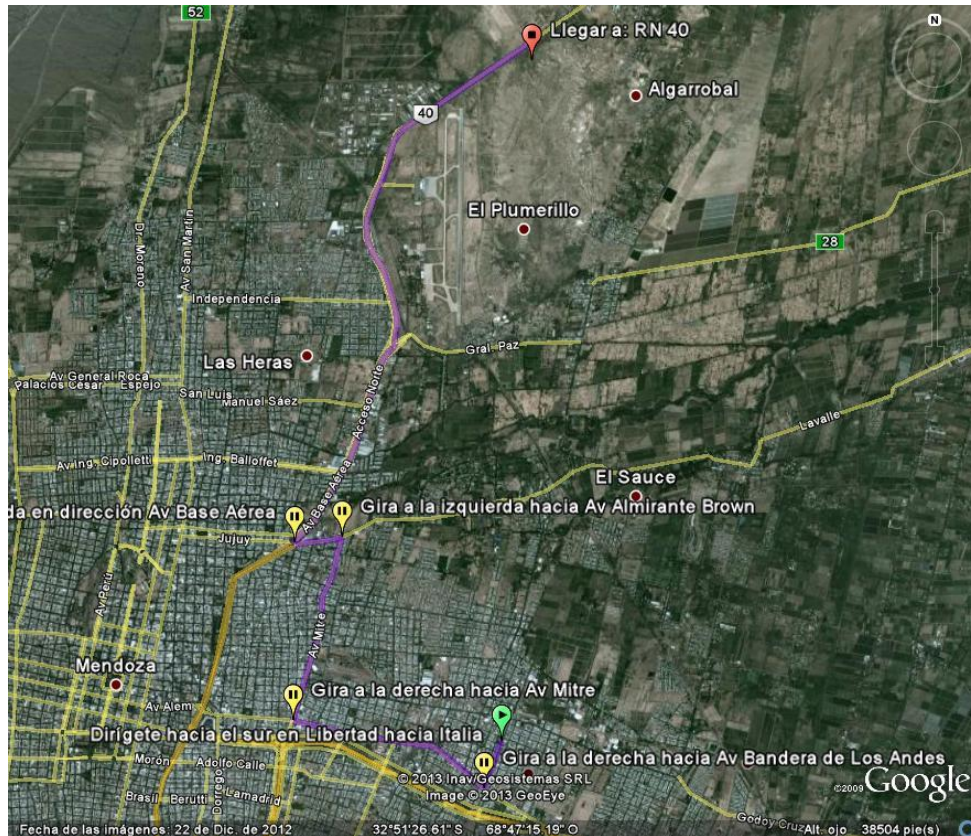 52
Llegar a: RN 40
N
Algarrobal
40
El Plumerillo
Dr. Moreno
Av San Martín
28
Independencia
Gral. Paz
Las Heras
Av General Roca
Palacios César
Espejo
San Luis
Manuel Sáez
Acceso Norte
Lavalle
Av Ing. Cipolletti
Ing. Balloffet
El Sauce
Av Base Aérea
da en dirección Av Base Aérea
Gira a la izquierda hacia Av Almirante Brown
Jujuy
Av Perú
Av Mitre
Mendoza
Gira a la derecha hacia Av Mitre
Av Alem
Dirígete hacia el sur en Libertad hacia Italia
Gira a la derecha hacia Av Bandera de Los Andes
Morón
Adolfo Calle
© 2013 Inav/Geosistemas SRL
Image © 2013 GeoEye
©2009 Google
Brasil
Berutti
Dorrego
Lamadrid
Godoy Cruz
Fecha de las imágenes: 22 de Dic. de 2012
32°51'26.61" S
68°47'15.19" O
Alt. ojo
38504 pie(s)